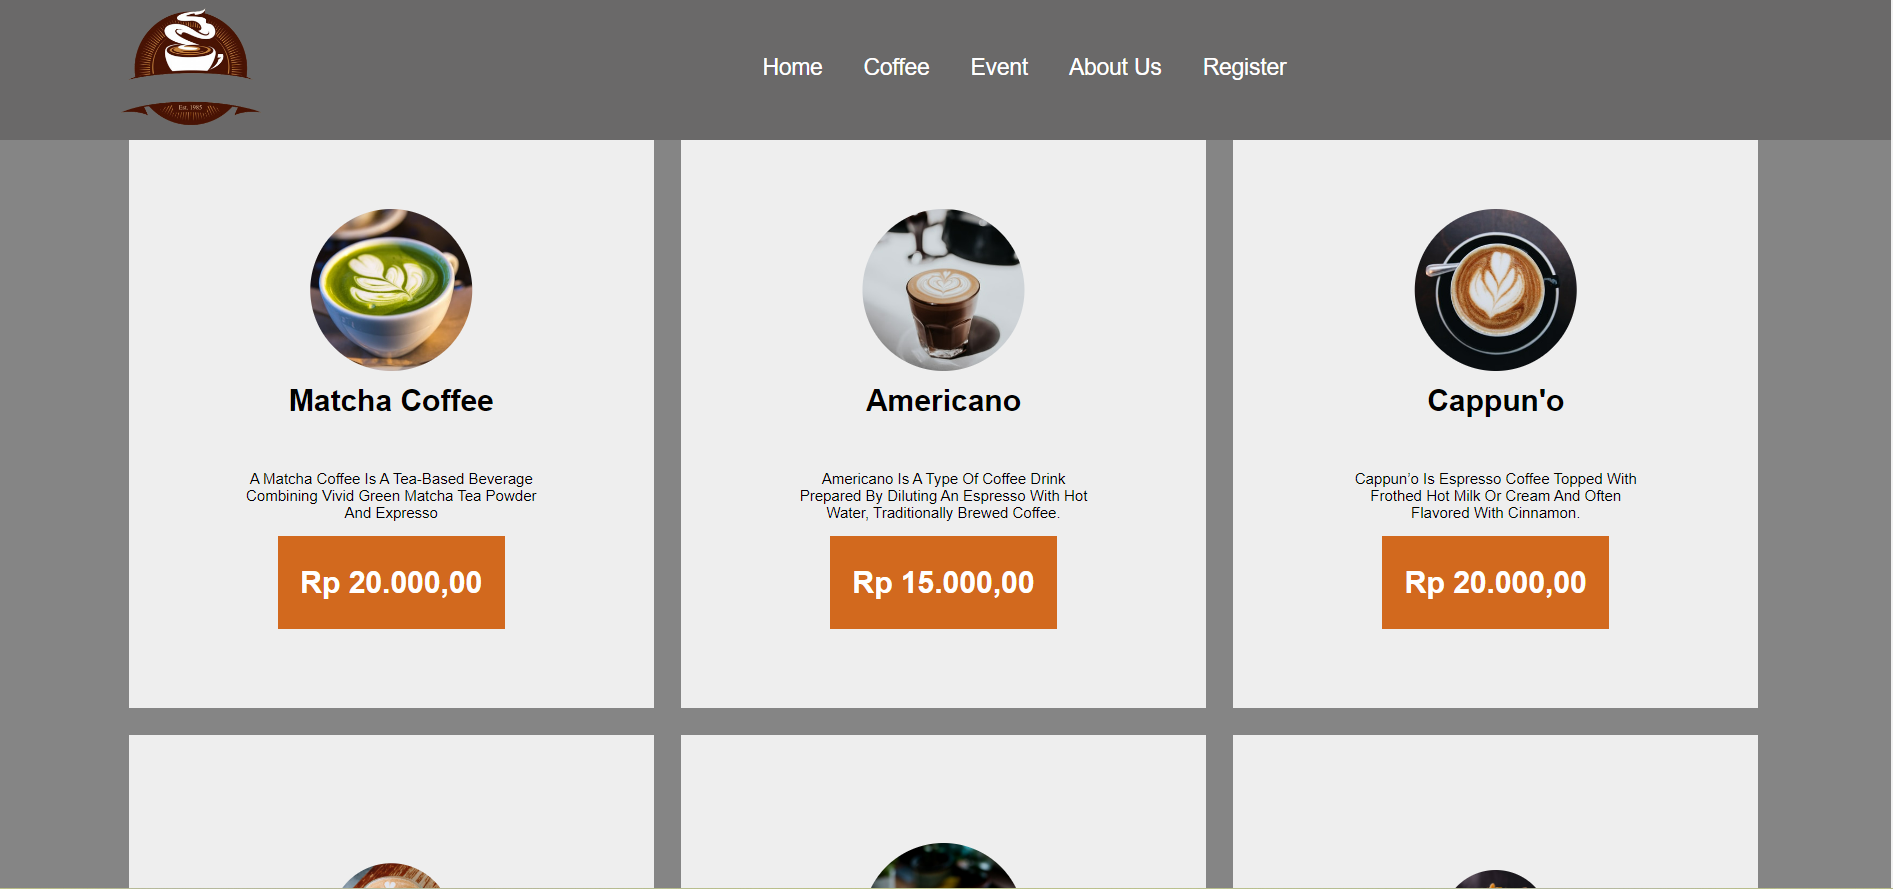 Est. 1985
Home Coffee Event About Us Register
Matcha Coffee
A Matcha Coffee Is A Tea-Based Beverage
Combining Vivid Green Matcha Tea Powder
And Expresso
Rp 20.000,00
Americano
Americano Is A Type Of Coffee Drink
Prepared By Diluting An Espresso With Hot
Water, Traditionally Brewed Coffee.
Rp 15.000,00
Cappun'o
Cappun’o Is Espresso Coffee Topped With
Frothed Hot Milk Or Cream And Often
Flavored With Cinnamon.
Rp 20.000,00